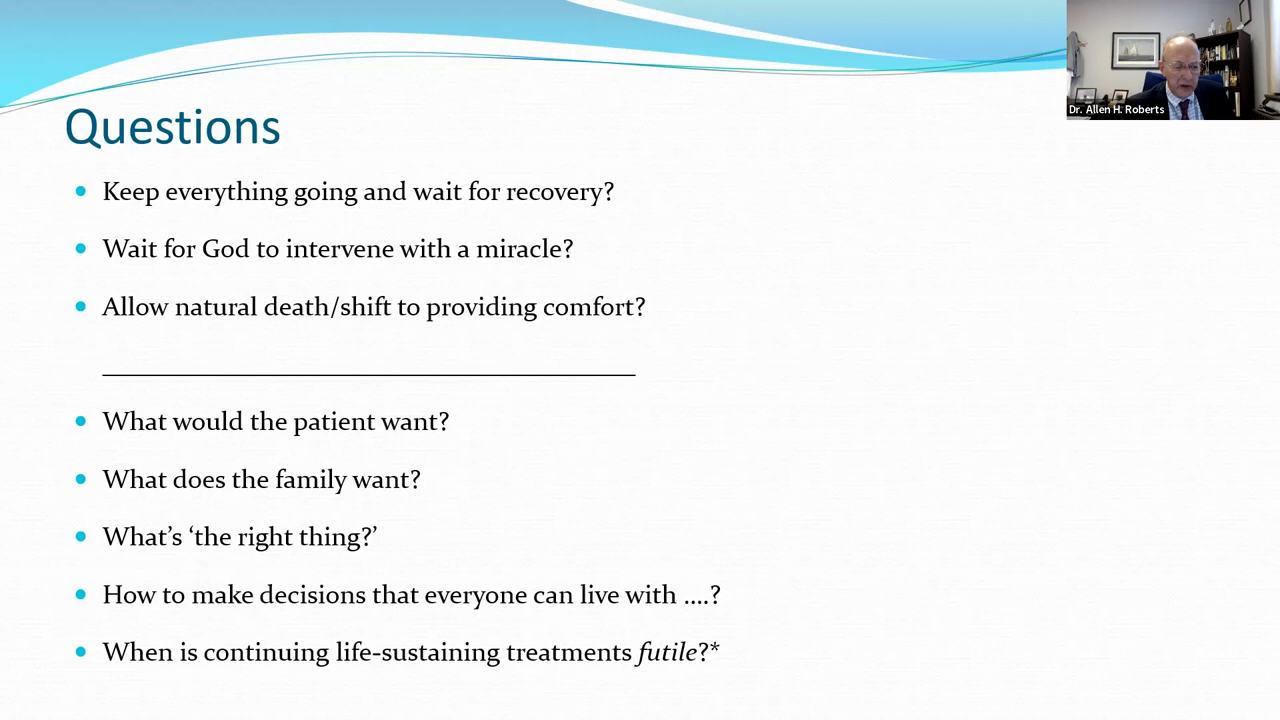 Dr. Allen H. Roberts
Questions
Keep everything going and wait for recovery?
Wait for God to intervene with a miracle?
Allow natural death/shift to providing comfort?
What would the patient want?
What does the family want?
What’s ‘the right thing?’
How to make decisions that everyone can live with ....?
When is continuing life-sustaining treatments futile?*